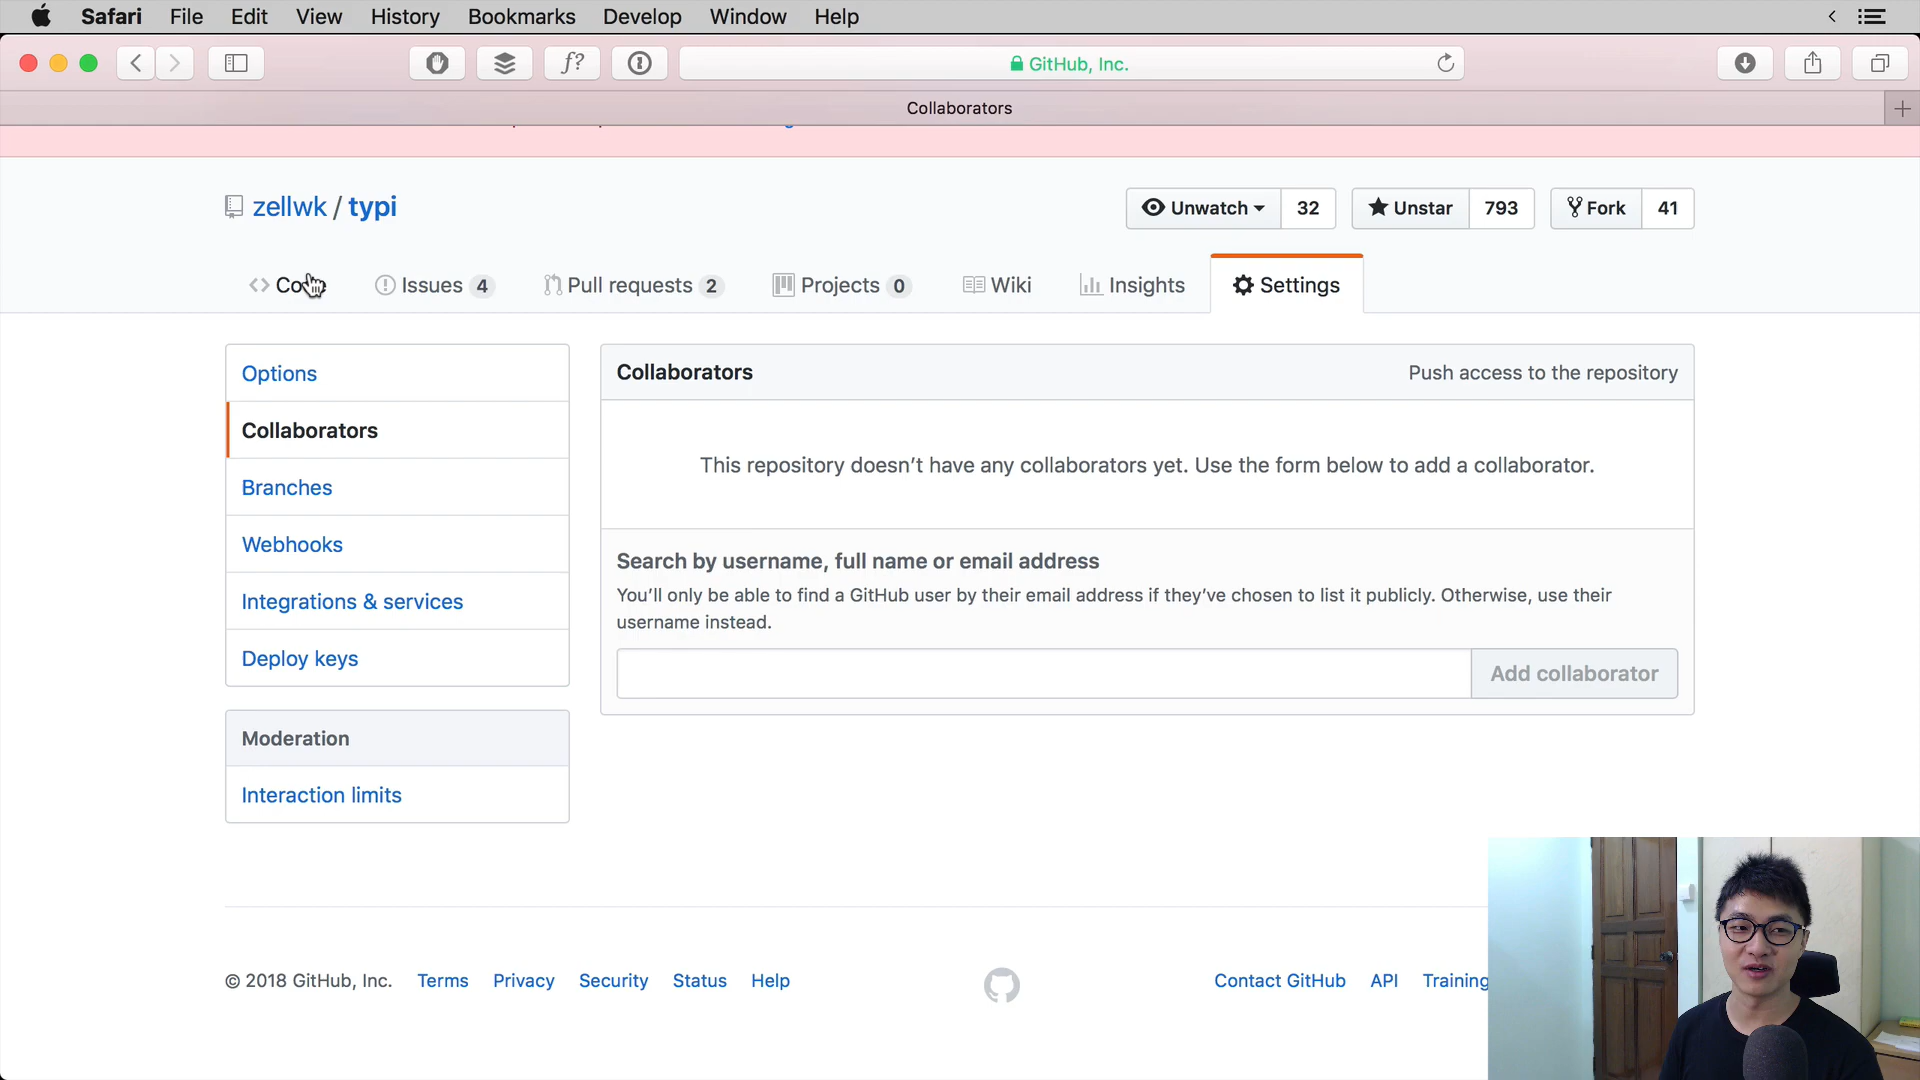 Safari File Edit View History Bookmarks Develop Window Help
f? GitHub, Inc.
Collaborators
zellwk / typi
Unwatch 32 Unstar 793 Fork 41
Code Issues 4 Pull requests 2 Projects 0 Wiki Insights Settings
Options
Collaborators
Branches
Webhooks
Integrations & services
Deploy keys
Moderation
Interaction limits
Collaborators Push access to the repository
This repository doesn’t have any collaborators yet. Use the form below to add a collaborator.
Search by username, full name or email address
You’ll only be able to find a GitHub user by their email address if they’ve chosen to list it publicly. Otherwise, use their
username instead.
Add collaborator
© 2018 GitHub, Inc. Terms Privacy Security Status Help Contact GitHub API Training